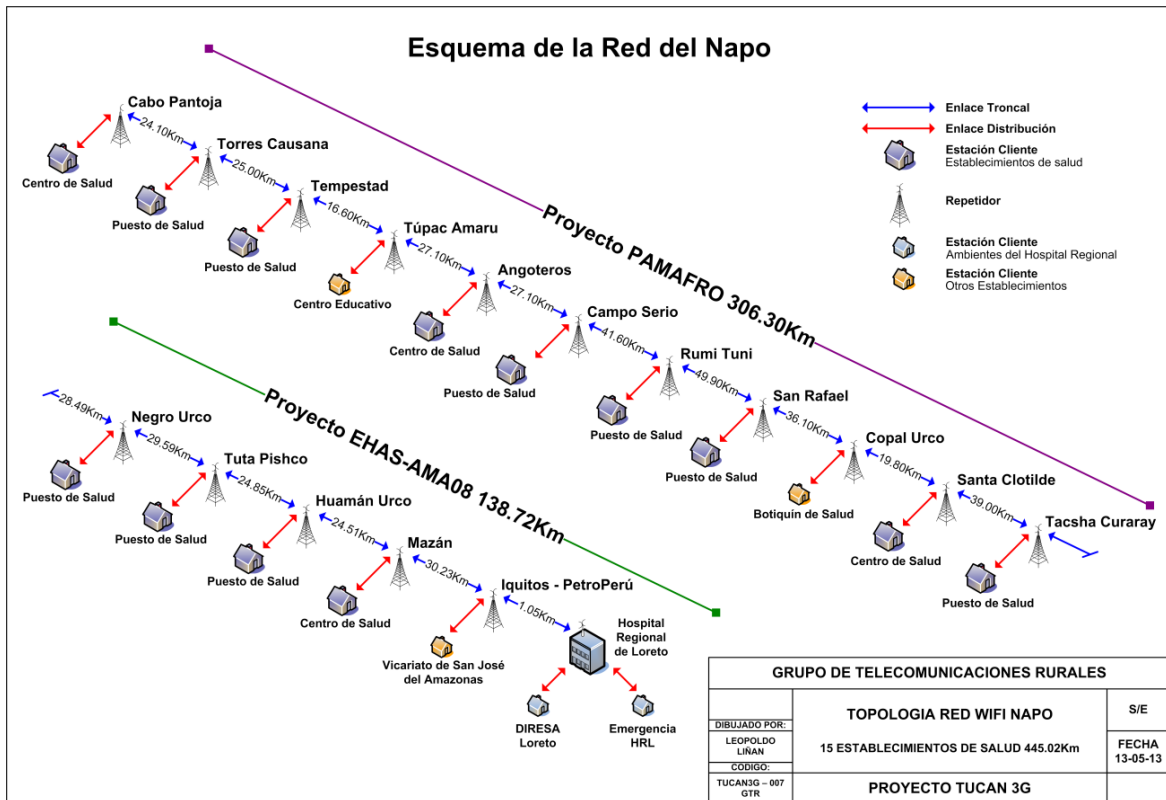 Esquema de la Red del Napo
Enlace Troncal
Enlace Distribución
Estación Cliente
Establecimientos de salud
Repetidor
Estación Cliente
Ambientes del Hospital Regional
Estación Cliente
Otros Establecimientos
Proyecto PAMAFRO 306.30Km
Cabo Pantoja
Centro de Salud
24.10Km
Torres Causana
Puesto de Salud
25.00Km
Tempestad
Puesto de Salud
16.60Km
Túpac Amaru
Centro Educativo
27.10Km
Angoteros
Centro de Salud
27.10Km
Campo Serio
Puesto de Salud
41.60Km
Rumi Tuni
Puesto de Salud
49.90Km
San Rafael
Puesto de Salud
36.10Km
Copal Urco
Botiquín de Salud
19.80Km
Santa Clotilde
Centro de Salud
39.00Km
Tacsha Curaray
Puesto de Salud
Proyecto EHAS-AMA08 138.72Km
28.49Km
Negro Urco
Puesto de Salud
29.59Km
Tuta Pishco
Puesto de Salud
24.85Km
Huamán Urco
Puesto de Salud
24.51Km
Mazán
Centro de Salud
30.23Km
Iquitos - PetroPerú
Vicariato de San José
del Amazonas
1.05Km
Hospital
Regional
de Loreto
DIRESA
Loreto
Emergencia
HRL
GRUPO DE TELECOMUNICACIONES RURALES
DIBUJADO POR:
LEOPOLDO
LIÑAN
CODIGO:
TUCAN3G – 007
GTR
TOPOLOGIA RED WIFI NAPO
15 ESTABLECIMIENTOS DE SALUD 445.02Km
PROYECTO TUCAN 3G
S/E
FECHA
13-05-13